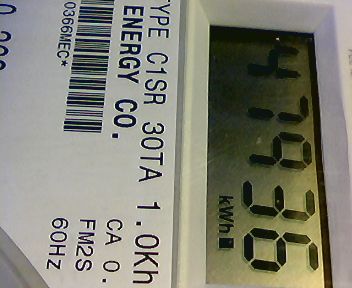 47936
kWh
TYPE C1SR 30TA 1.0Kh
ENERGY CO.
CA 0.
FM2S
0366MEC*
60HZ